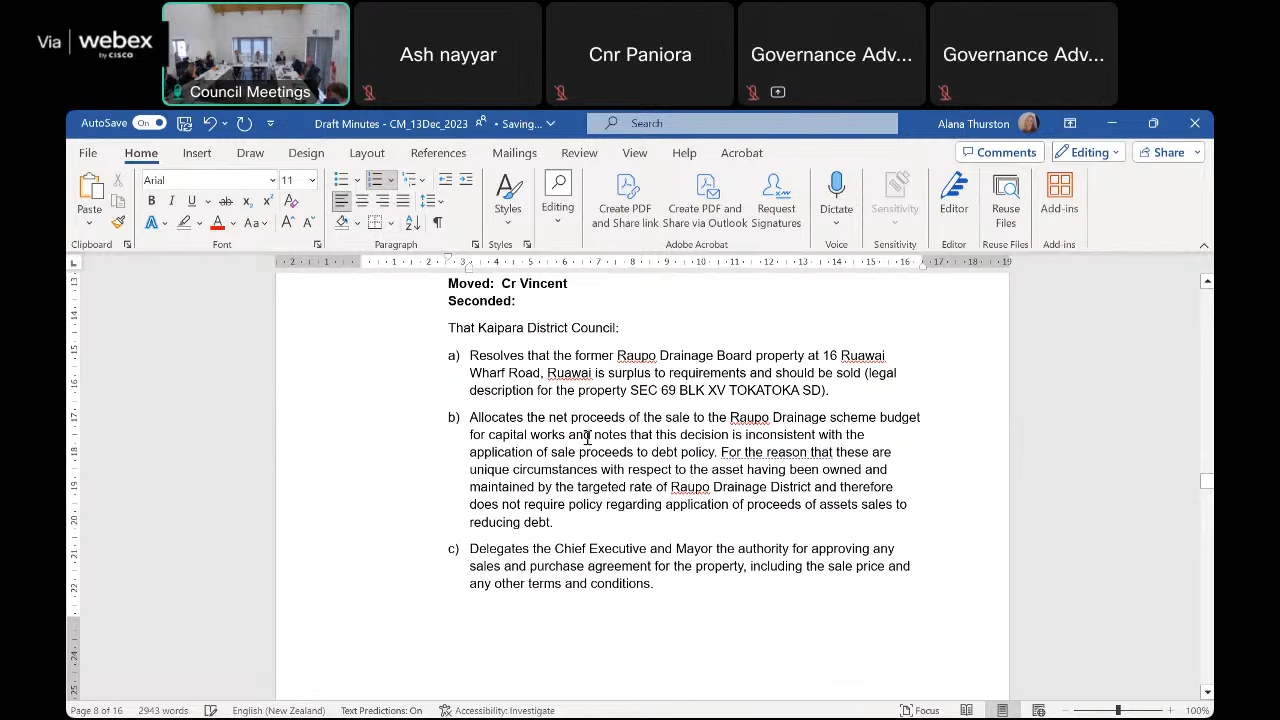 Via | webex
by CISCO
Council Meetings
Ash nayyar
Cnr Paniora
Governance Adv...
Governance Adv...
AutoSave On
Draft Minutes - CM_13Dec_2023
• Saving...
Search
Alana Thurston
File Home Insert Draw Design Layout References Mailings Review View Help Acrobat
Comments Editing Share
Arial 11
Paste
Styles
Editing
Create PDF and Share link
Create PDF and Share via Outlook
Request Signatures
Dictate
Sensitivity
Editor
Reuse Files
Add-ins
Clipboard Font Paragraph Styles Adobe Acrobat Voice Sensitivity Editor Reuse Files Add-ins
Moved: Cr Vincent
Seconded:
That Kaipara District Council:
a) Resolves that the former Raupo Drainage Board property at 16 Ruawai
Wharf Road, Ruawai is surplus to requirements and should be sold (legal
description for the property SEC 69 BLK XV TOKATOKA SD).
b) Allocates the net proceeds of the sale to the Raupo Drainage scheme budget
for capital works and notes that this decision is inconsistent with the
application of sale proceeds to debt policy. For the reason that these are
unique circumstances with respect to the asset having been owned and
maintained by the targeted rate of Raupo Drainage District and therefore
does not require policy regarding application of proceeds of assets sales to
reducing debt.
c) Delegates the Chief Executive and Mayor the authority for approving any
sales and purchase agreement for the property, including the sale price and
any other terms and conditions.
Page 8 of 16 2943 words English (New Zealand) Text Predictions: On Accessibility: Investigate Focus 100%